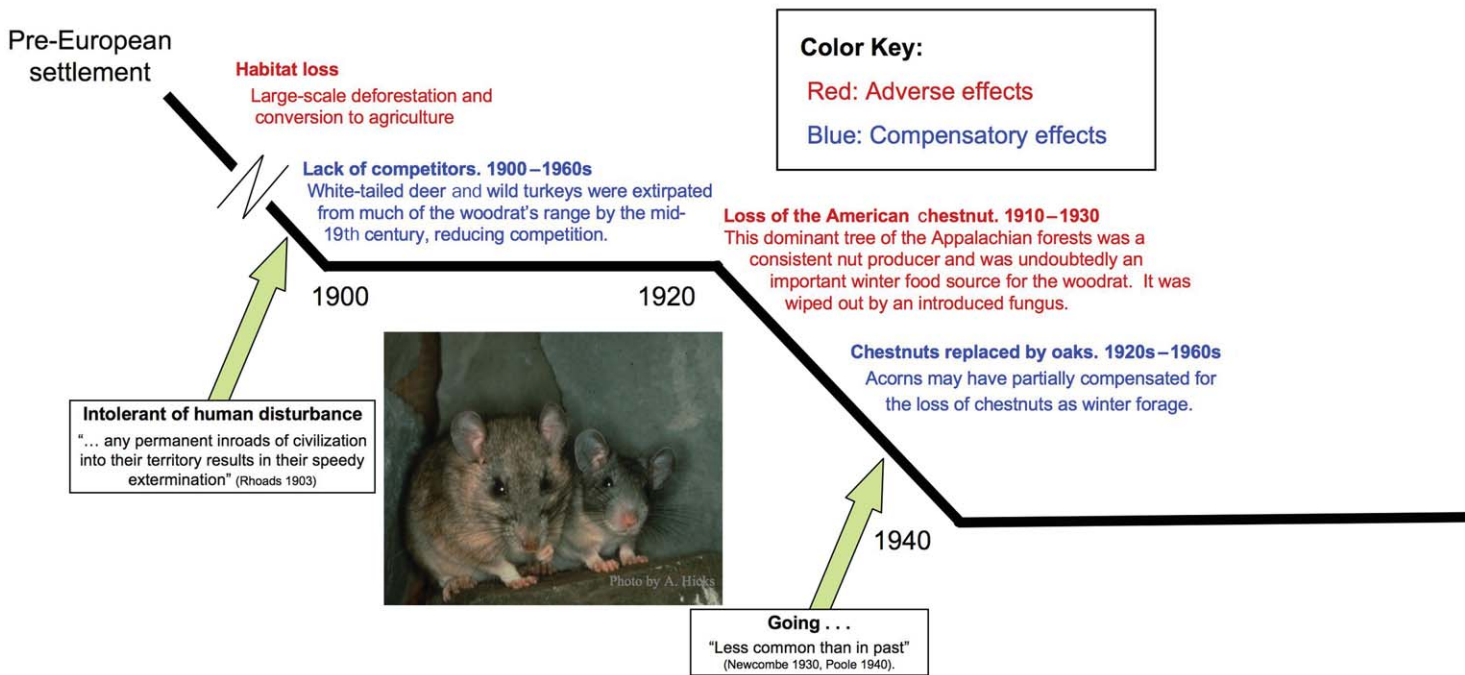 Pre-European
settlement
Habitat loss
Large-scale deforestation and
conversion to agriculture
Color Key:
Red: Adverse effects
Blue: Compensatory effects
Lack of competitors. 1900–1960s
White-tailed deer and wild turkeys were extirpated
from much of the woodrat's range by the mid-
19th century, reducing competition.
Loss of the American chestnut. 1910–1930
This dominant tree of the Appalachian forests was a
consistent nut producer and was undoubtedly an
important winter food source for the woodrat. It was
wiped out by an introduced fungus.
1900
1920
Chestnuts replaced by oaks. 1920s–1960s
Acorns may have partially compensated for
the loss of chestnuts as winter forage.
Intolerant of human disturbance
“... any permanent inroads of civilization
into their territory results in their speedy
extermination” (Rhoads 1903)
Photo by A. Hicks
1940
Going . . .
“Less common than in past”
(Newcombe 1930, Poole 1940).